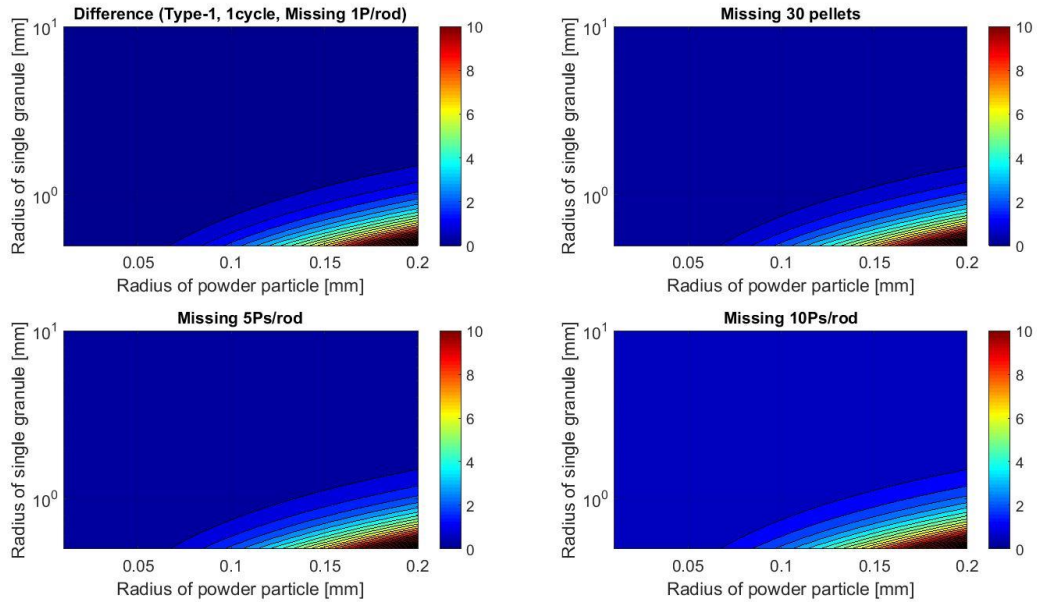 Difference (Type-1, 1cycle, Missing 1P/rod)
10^1
10^0
Radius of single granule [mm]
0.05 0.1 0.15 0.2
Radius of powder particle [mm]
10
8
6
4
2
0
Missing 30 pellets
10^1
10^0
Radius of single granule [mm]
0.05 0.1 0.15 0.2
Radius of powder particle [mm]
10
8
6
4
2
0
Missing 5Ps/rod
10^1
10^0
Radius of single granule [mm]
0.05 0.1 0.15 0.2
Radius of powder particle [mm]
10
8
6
4
2
0
Missing 10Ps/rod
10^1
10^0
Radius of single granule [mm]
0.05 0.1 0.15 0.2
Radius of powder particle [mm]
10
8
6
4
2
0